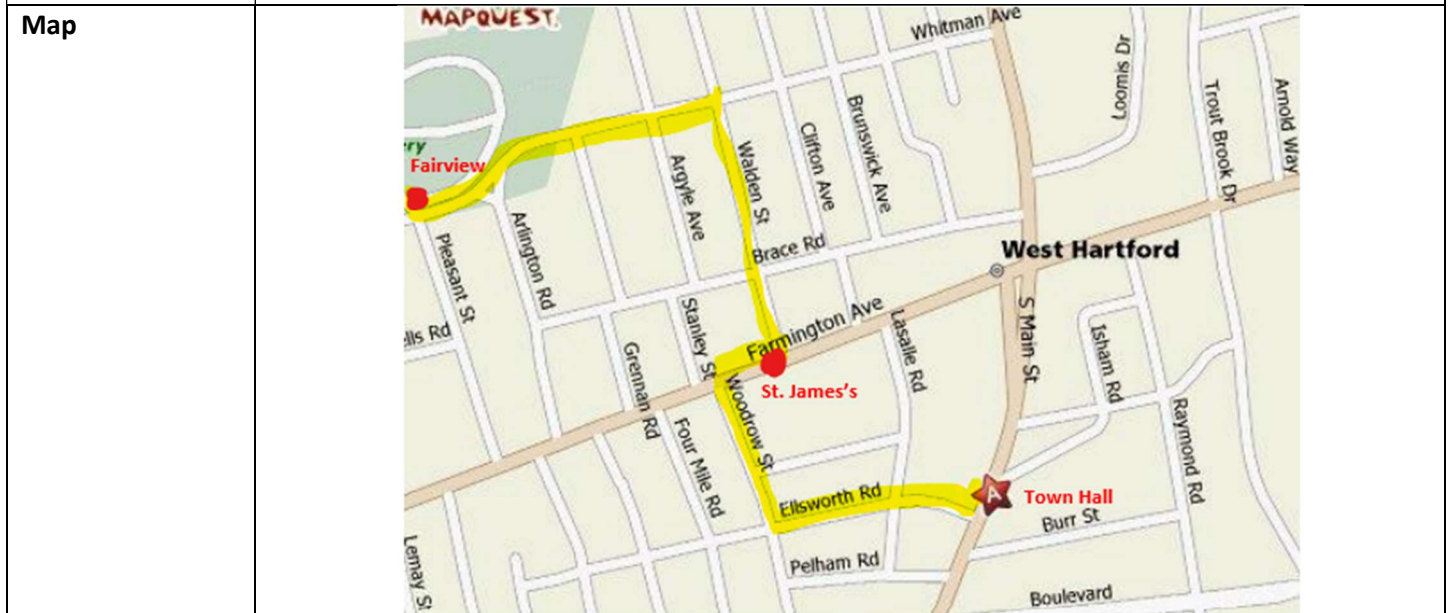 Map
MAPQUEST.
Whitman Ave
Loomis Dr
Trout Brook Dr
Arnold Way
ry
Fairview
Argyle Ave
Walden St
Clifton Ave
Brunswick Ave
Pleasant St
Arlington Rd
Brace Rd
West Hartford
lls Rd
Stanley St
Farmington Ave
S Main St
Isham Rd
Grennan Rd
Lasalle Rd
St. James's
Woodrow St
Four Mile Rd
Raymond Rd
Ellsworth Rd
A
Town Hall
Burr St
Lemay St
Pelham Rd
Boulevard